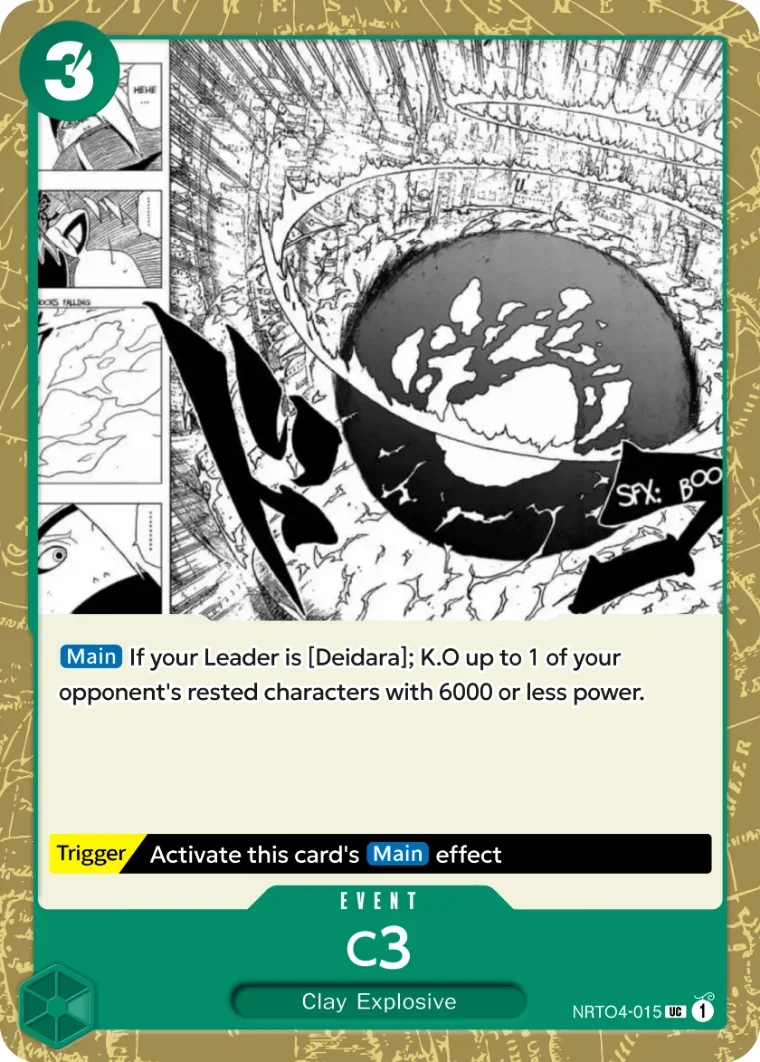 3
HEHE
...
ROCKS FALLING
ド
SFX: BOO
Main If your Leader is [Deidara]; K.O up to 1 of your
opponent's rested characters with 6000 or less power.
Trigger Activate this card's Main effect
EVENT
C3
Clay Explosive
NRTO4-015 UC 1